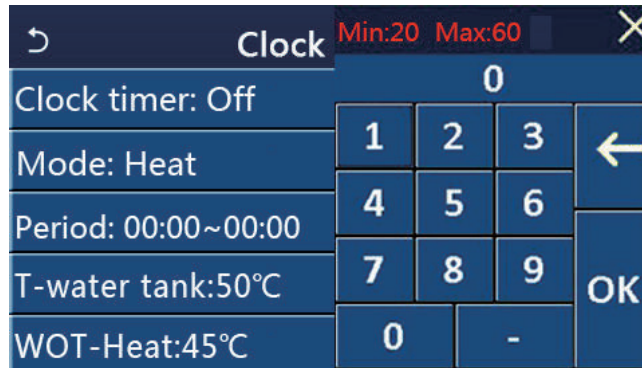 Clock
Clock timer: Off
Mode: Heat
Period: 00:00~00:00
T-water tank:50℃
WOT-Heat:45℃
Min:20 Max:60
0
1 2 3
4 5 6
7 8 9
0 -
OK